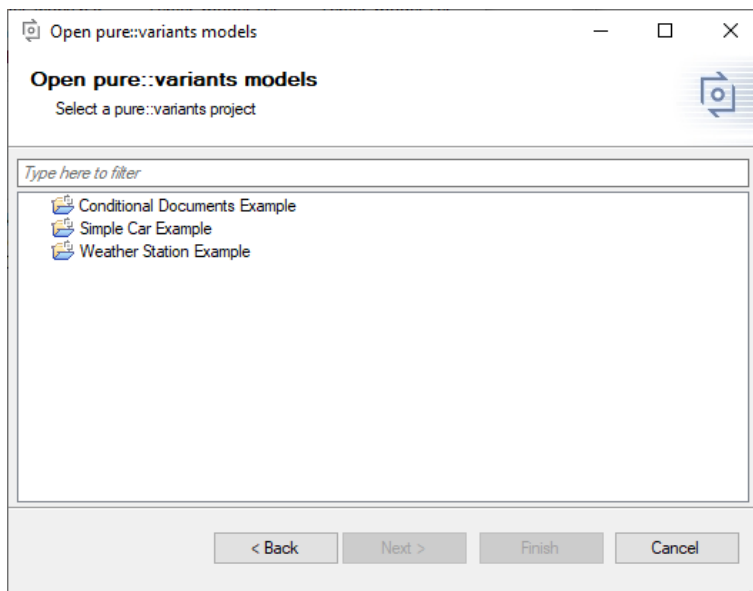 Open pure::variants models
Open pure::variants models
Select a pure::variants project
Type here to filter
Conditional Documents Example
Simple Car Example
Weather Station Example
< Back Next > Finish Cancel